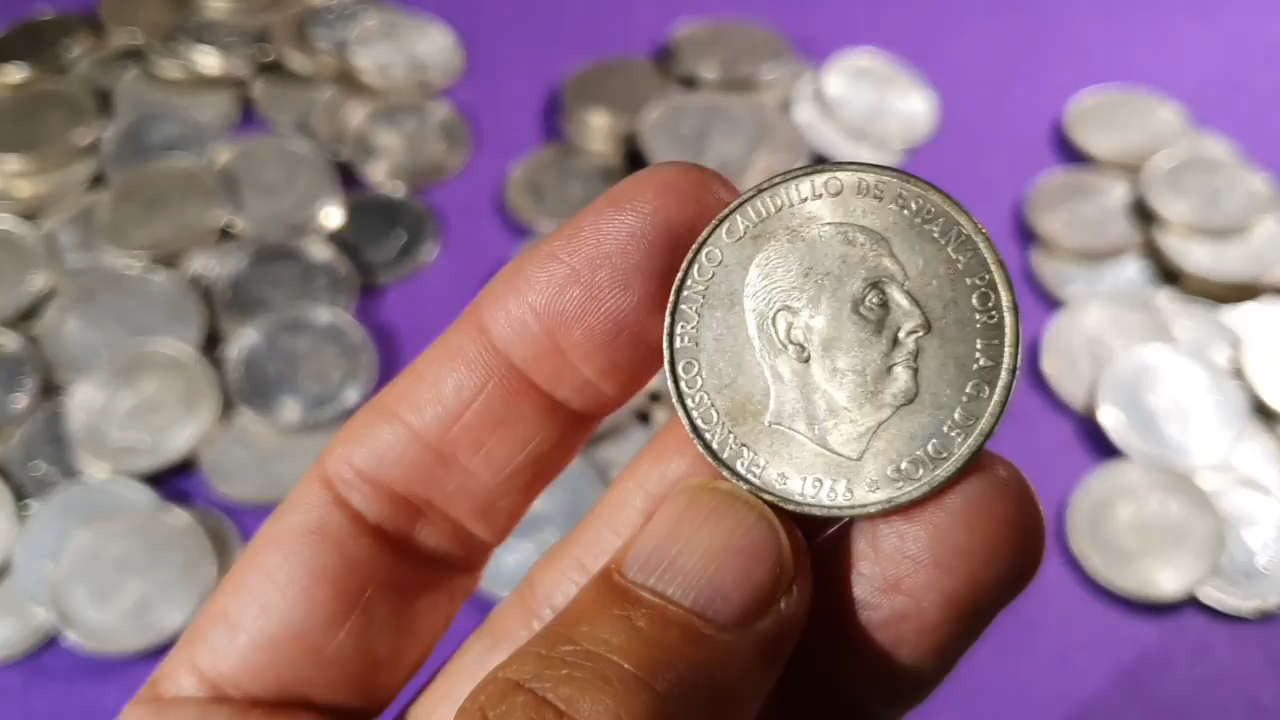 FRANCISCO FRANCO CAUDILLO DE ESPAÑA POR LA G. DE DIOS
* 1966 *